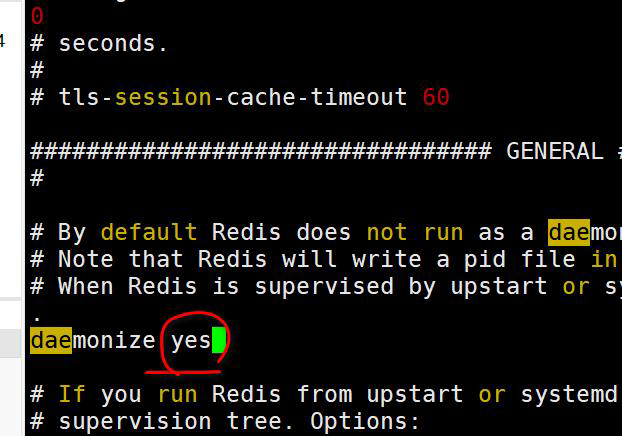 4
0
# seconds.
#
# tls-session-cache-timeout 60
################################# GENERAL #
#
# By default Redis does not run as a daemon
# Note that Redis will write a pid file in
# When Redis is supervised by upstart or sy
.
daemonize yes
# If you run Redis from upstart or systemd
# supervision tree. Options: